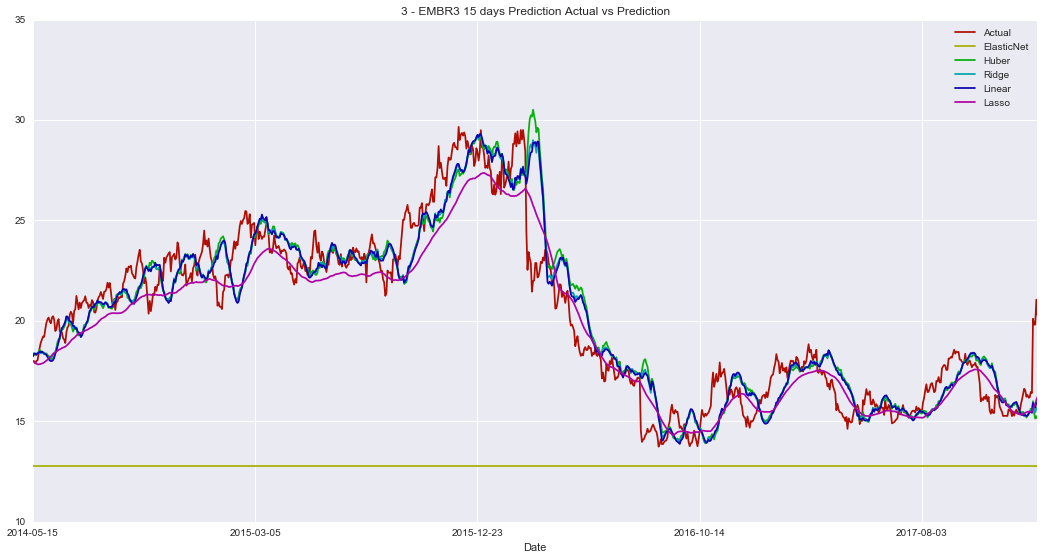 3 - EMBR3 15 days Prediction Actual vs Prediction
35
30
25
20
15
10
Actual
ElasticNet
Huber
Ridge
Linear
Lasso
2014-05-15
2015-03-05
2015-12-23
2016-10-14
2017-08-03
Date